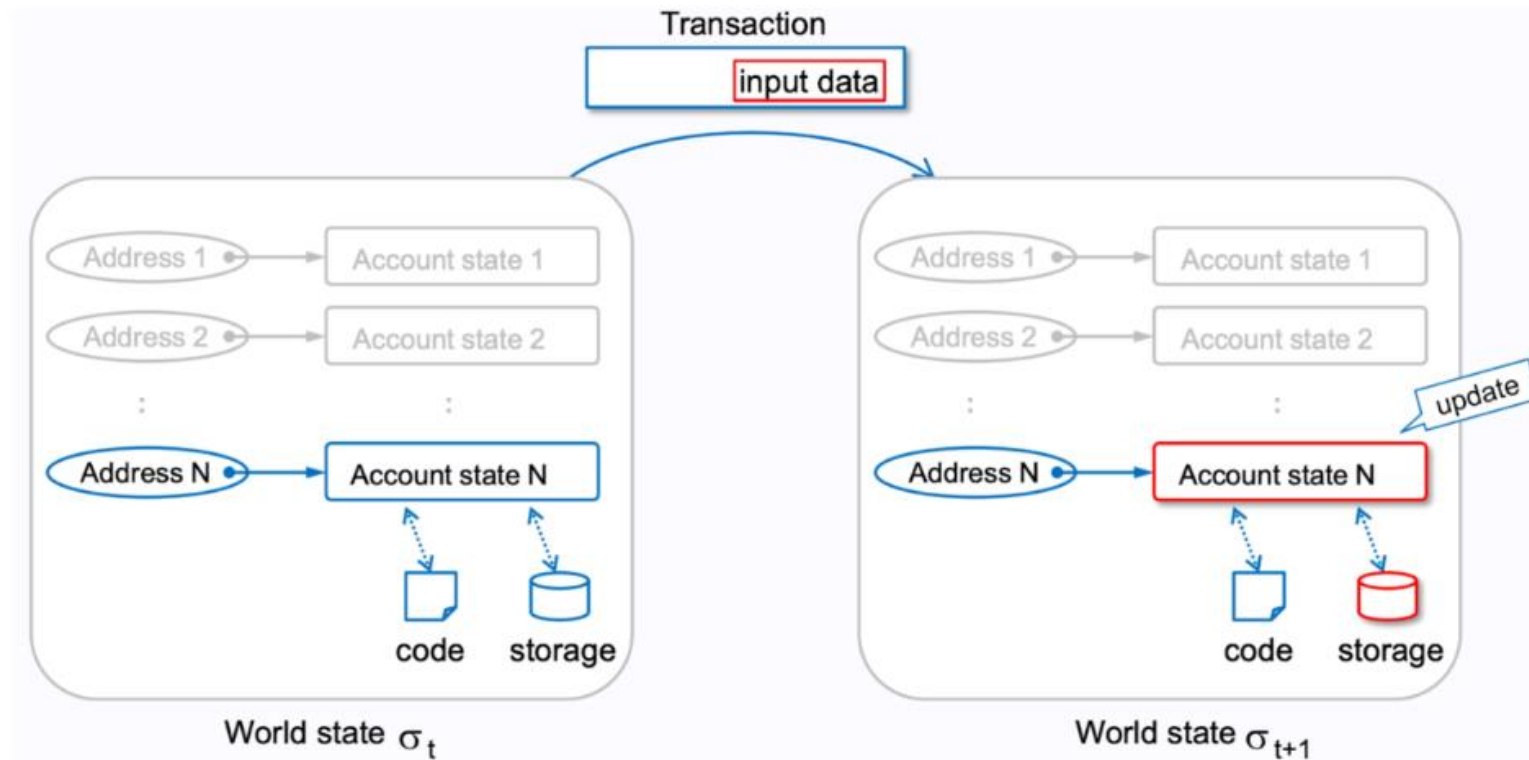 Transaction
input data
Address 1
Account state 1
Address 2
Account state 2
:
:
Address N
Account state N
code
storage
World state σt
Address 1
Account state 1
Address 2
Account state 2
:
:
update
Address N
Account state N
code
storage
World state σt+1